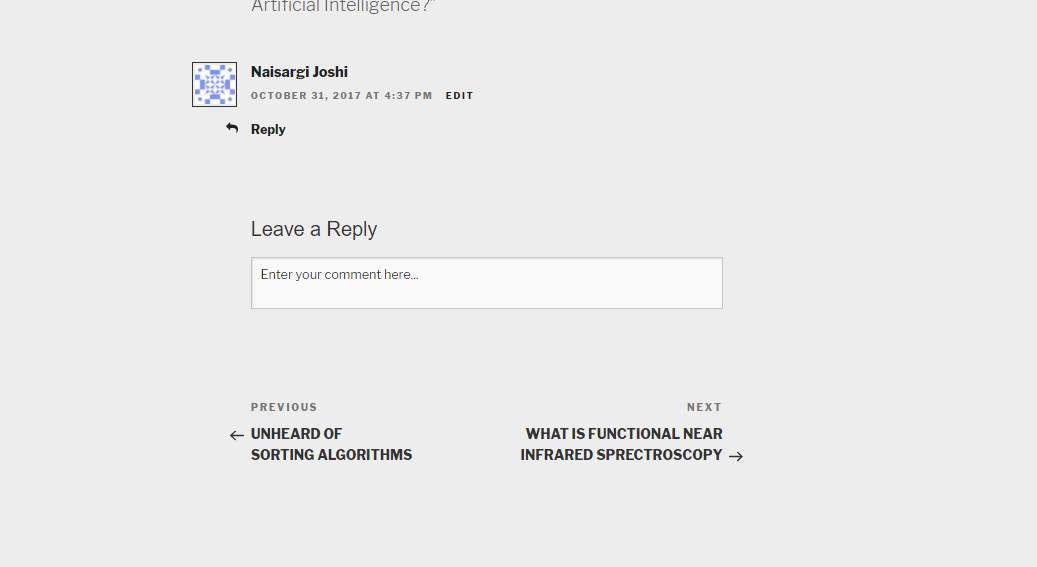 Artificial Intelligence?”
Naisargi Joshi
OCTOBER 31, 2017 AT 4:37 PM EDIT
Reply
Leave a Reply
Enter your comment here...
PREVIOUS
UNHEARD OF
SORTING ALGORITHMS
NEXT
WHAT IS FUNCTIONAL NEAR
INFRARED SPRECTROSCOPY